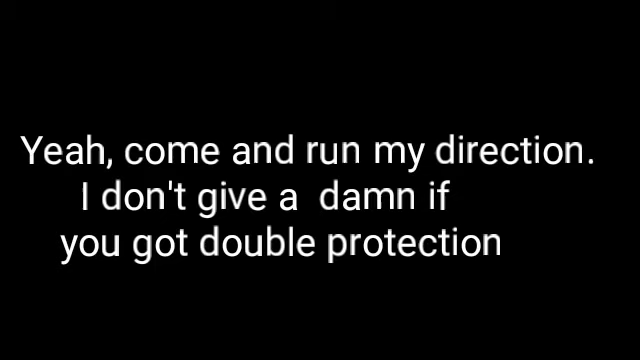 Yeah, come and run my direction.
I don't give a damn if
you got double protection